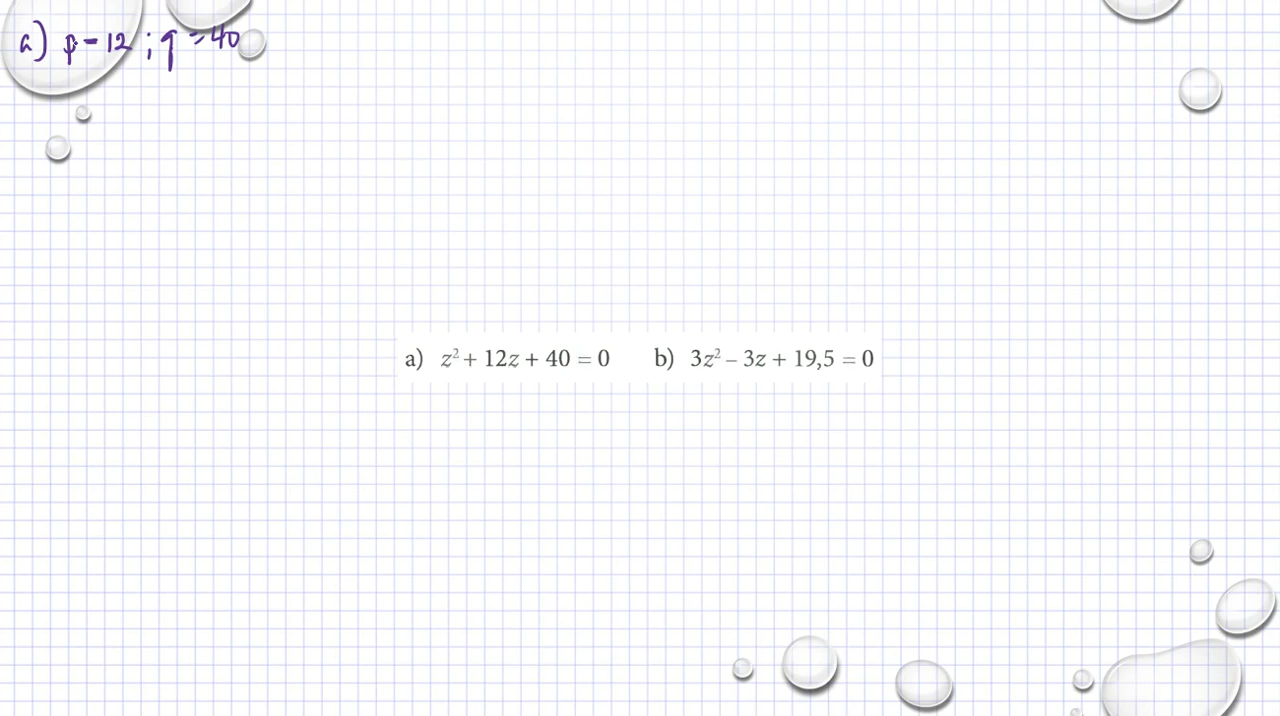 a) p = 12 ; q = 40
a) z² + 12z + 40 = 0 b) 3z² – 3z + 19,5 = 0